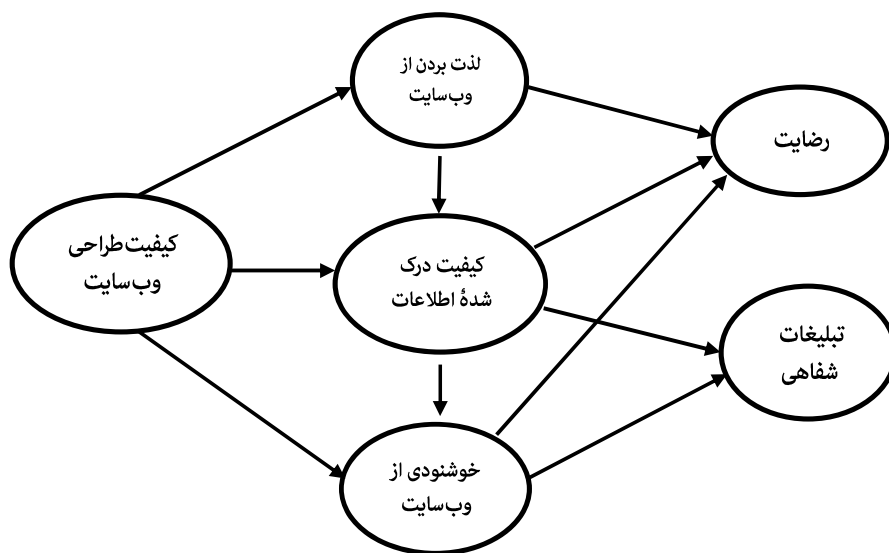 لذت بردن از
وب‌سایت
رضایت
کیفیت طراحی
وب‌سایت
کیفیت درک
شدۀ اطلاعات
تبلیغات
شفاهی
خوشنودی از
وب‌سایت